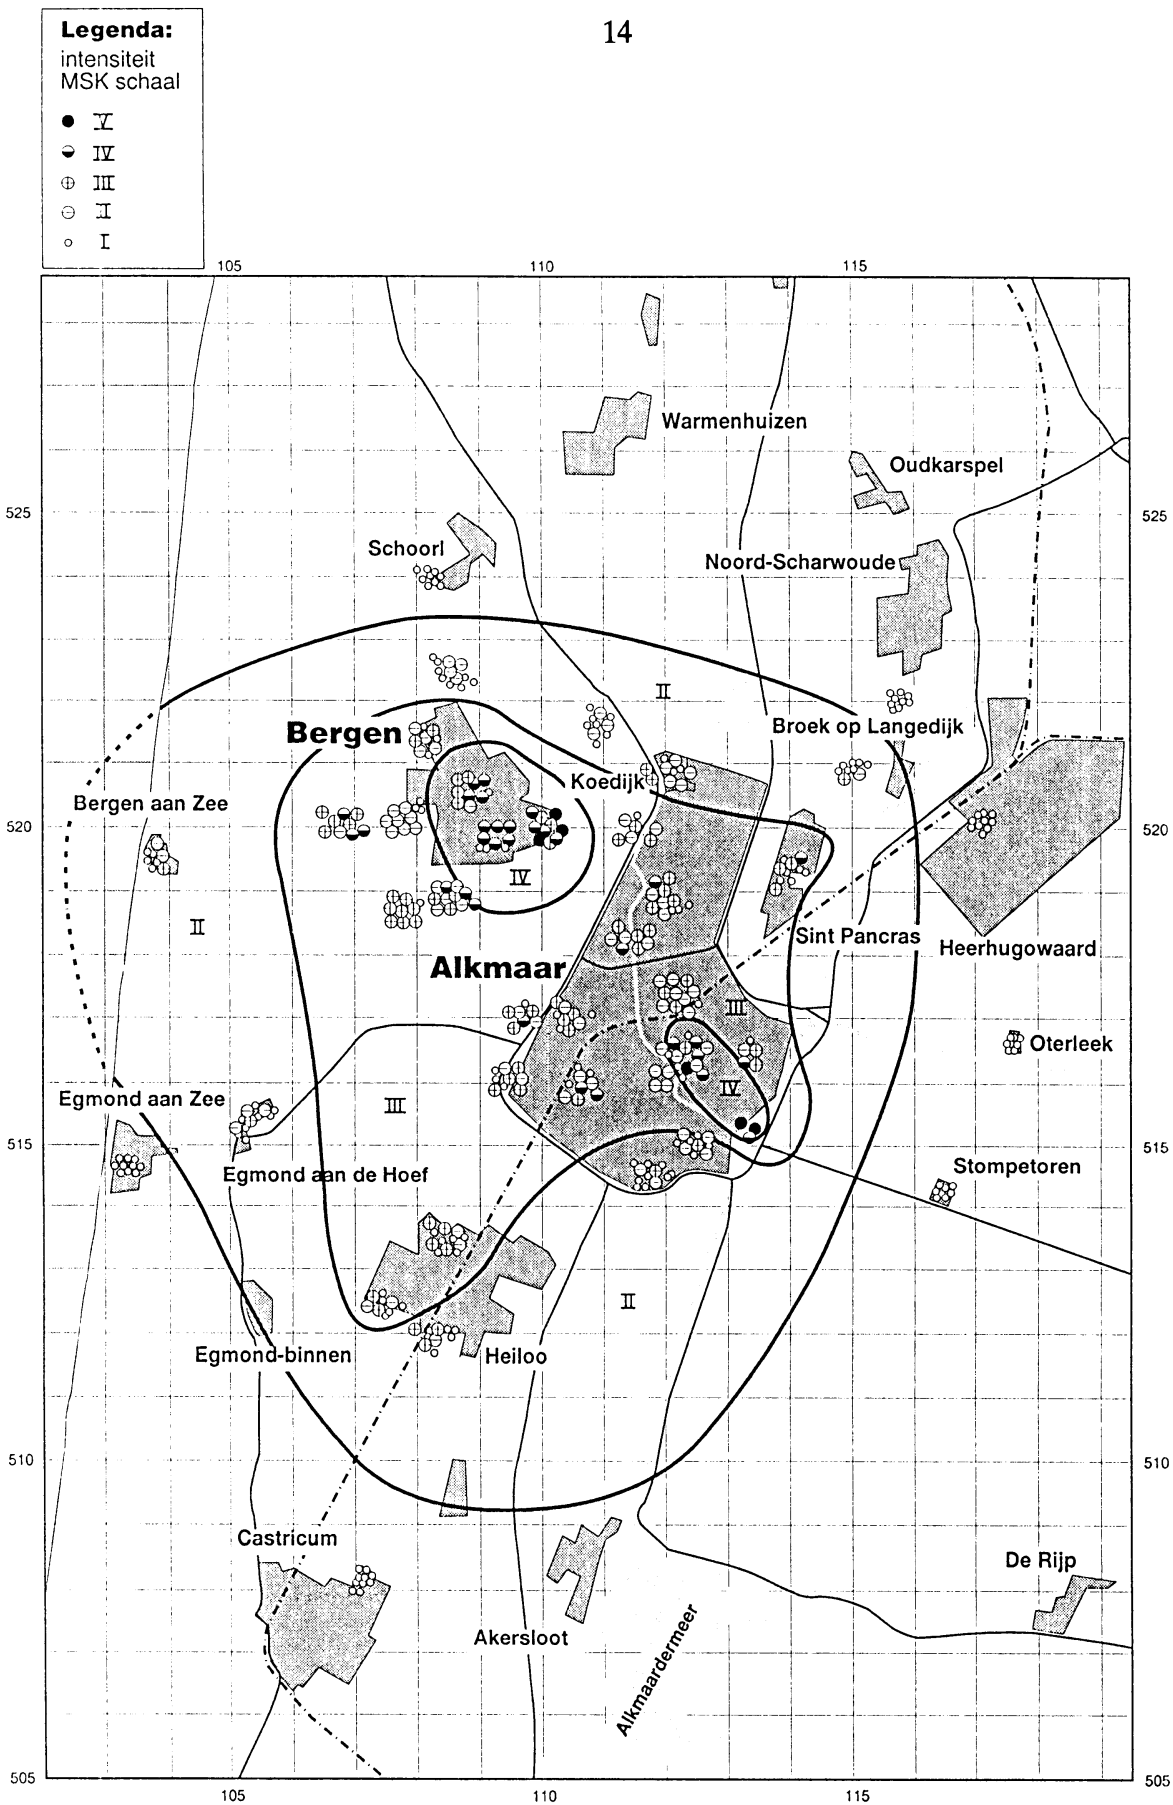 14
Legenda:
intensiteit
MSK schaal
V
IV
III
II
I
105
110
115
Warmenhuizen
Oudkarspel
525
525
Schoorl
Noord-Scharwoude
II
Broek op Langedijk
Bergen
Koedijk
Bergen aan Zee
520
520
IV
II
Sint Pancras
Heerhugowaard
Alkmaar
III
Oterleek
IV
Egmond aan Zee
III
515
515
Stompetoren
Egmond aan de Hoef
II
Egmond-binnen
Heiloo
510
510
Castricum
De Rijp
Akersloot
Alkmaardermeer
505
505
105
110
115